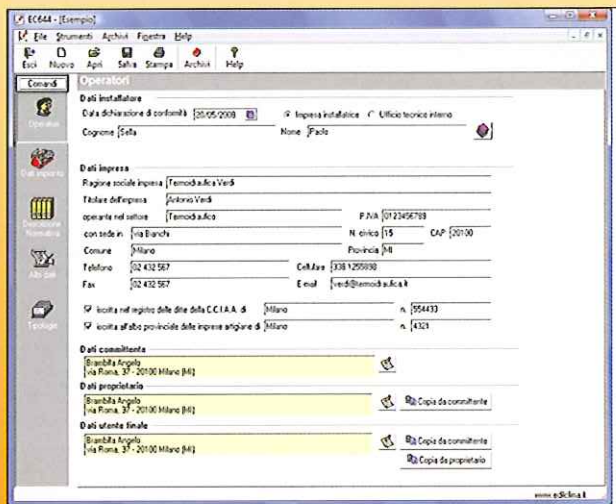 EC644 - [Esempio]
File Strumenti Archivi Finestra Help
Esci Nuovo Apri Salva Stampa Archivi Help
Comandi
Operatori
Operatori
Dati impianto
Descrizione
Normativa
Altri dati
Tipologie
Dati installatore
Data dichiarazione di conformità 20/05/2008 Impresa installatrice Ufficio tecnico interno
Cognome Sella Nome Paolo
Dati impresa
Ragione sociale impresa Termoidraulica Verdi
Titolare dell'impresa Antonio Verdi
operante nel settore Termoidraulico P.IVA 0123456789
con sede in via Bianchi N. civico 15 CAP 20100
Comune Milano Provincia MI
Telefono 02 432 567 Cellulare 338 1255898
Fax 02 432 567 E-mail verdi@termoidraulica.it
iscritta nel registro delle ditte della C.C.I.A.A. di Milano n. 554433
iscritta all'albo provinciale delle imprese artigiane di Milano n. 4321
Dati committente
Brambilla Angelo
via Roma, 37 - 20100 Milano (MI)
Dati proprietario
Brambilla Angelo
via Roma, 37 - 20100 Milano (MI)
Copia da committente
Dati utente finale
Brambilla Angelo
via Roma, 37 - 20100 Milano (MI)
Copia da committente
Copia da proprietario
www.edilclima.it